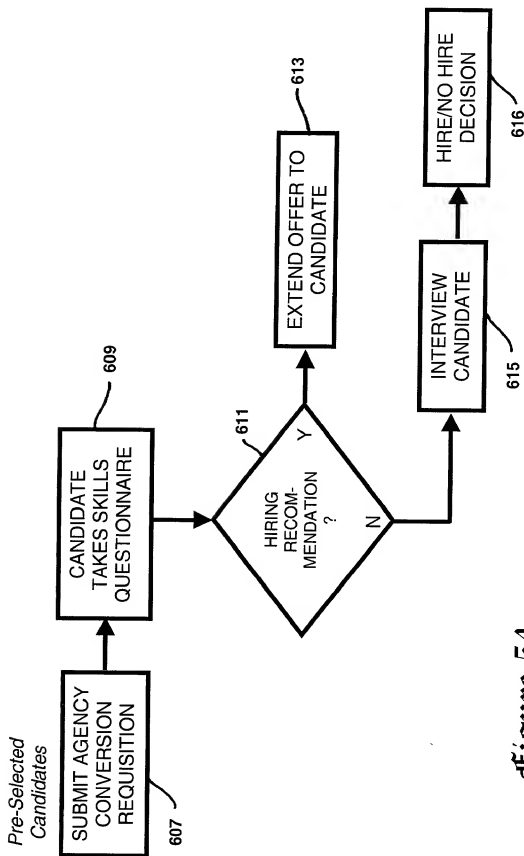 Pre-Selected
Candidates
SUBMIT AGENCY
CONVERSION
REQUISITION
607
CANDIDATE
TAKES SKILLS
QUESTIONNAIRE
609
HIRING
RECOM-
MENDATION
?
611
Y
N
EXTEND OFFER TO
CANDIDATE
613
INTERVIEW
CANDIDATE
615
HIRE/NO HIRE
DECISION
616
Figure 5A